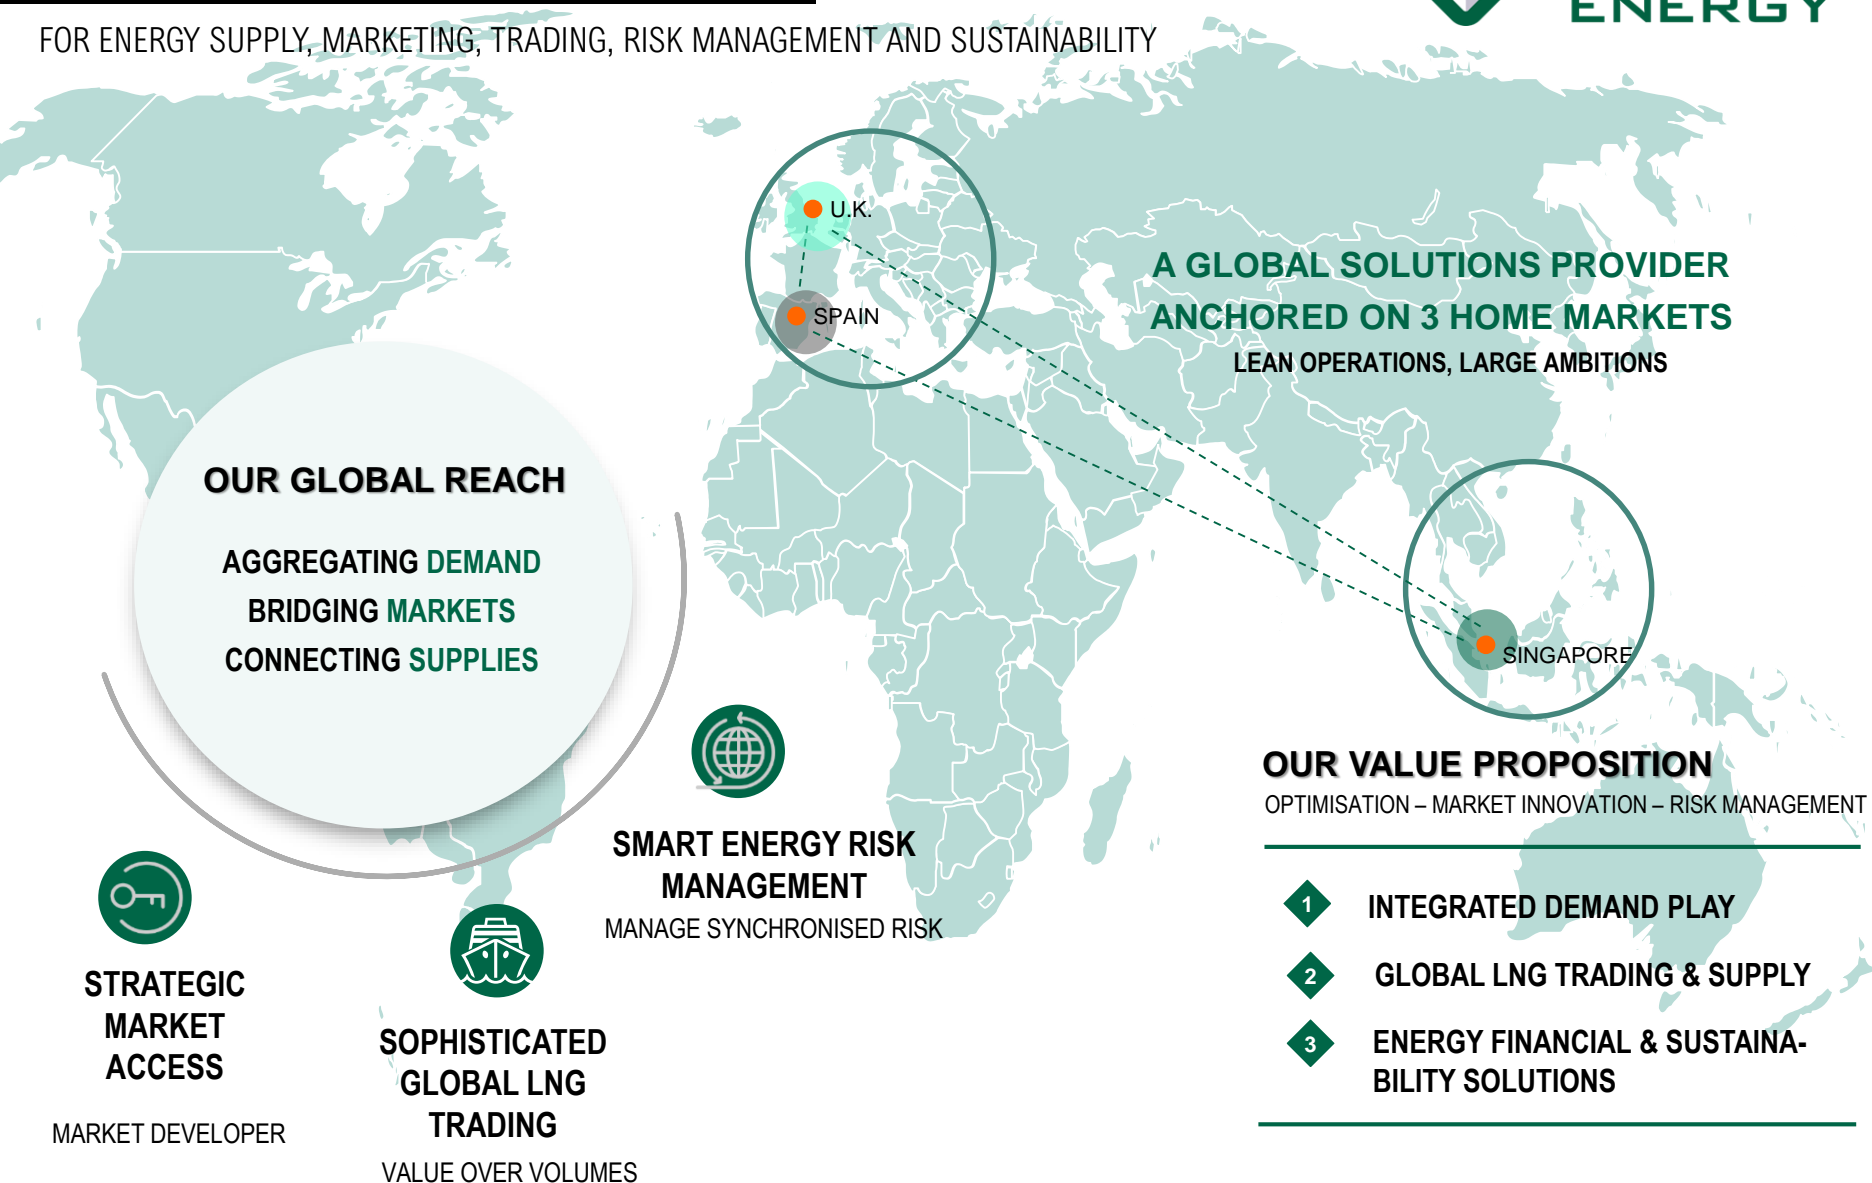 ENERGY
FOR ENERGY SUPPLY, MARKETING, TRADING, RISK MANAGEMENT AND SUSTAINABILITY
U.K.
SPAIN
SINGAPORE
A GLOBAL SOLUTIONS PROVIDER
ANCHORED ON 3 HOME MARKETS
LEAN OPERATIONS, LARGE AMBITIONS
OUR GLOBAL REACH
AGGREGATING DEMAND
BRIDGING MARKETS
CONNECTING SUPPLIES
STRATEGIC
MARKET
ACCESS
MARKET DEVELOPER
SOPHISTICATED
GLOBAL LNG
TRADING
VALUE OVER VOLUMES
SMART ENERGY RISK
MANAGEMENT
MANAGE SYNCHRONISED RISK
OUR VALUE PROPOSITION
OPTIMISATION – MARKET INNOVATION – RISK MANAGEMENT
1 INTEGRATED DEMAND PLAY
2 GLOBAL LNG TRADING & SUPPLY
3 ENERGY FINANCIAL & SUSTAINA-
BILITY SOLUTIONS